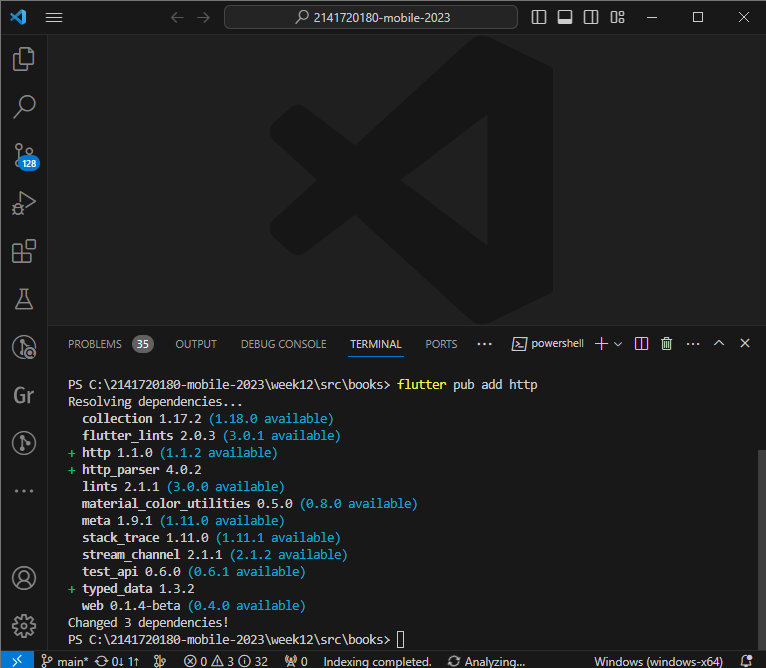 2141720180-mobile-2023
128
Gr
PROBLEMS 35 OUTPUT DEBUG CONSOLE TERMINAL PORTS ... powershell
PS C:\2141720180-mobile-2023\week12\src\books> flutter pub add http
Resolving dependencies...
  collection 1.17.2 (1.18.0 available)
  flutter_lints 2.0.3 (3.0.1 available)
+ http 1.1.0 (1.1.2 available)
+ http_parser 4.0.2
  lints 2.1.1 (3.0.0 available)
  material_color_utilities 0.5.0 (0.8.0 available)
  meta 1.9.1 (1.11.0 available)
  stack_trace 1.11.0 (1.11.1 available)
  stream_channel 2.1.1 (2.1.2 available)
  test_api 0.6.0 (0.6.1 available)
+ typed_data 1.3.2
  web 0.1.4-beta (0.4.0 available)
Changed 3 dependencies!
PS C:\2141720180-mobile-2023\week12\src\books>
main* 0↓ 1↑ 0 3 32 0 Indexing completed. Analyzing... Windows (windows-x64)